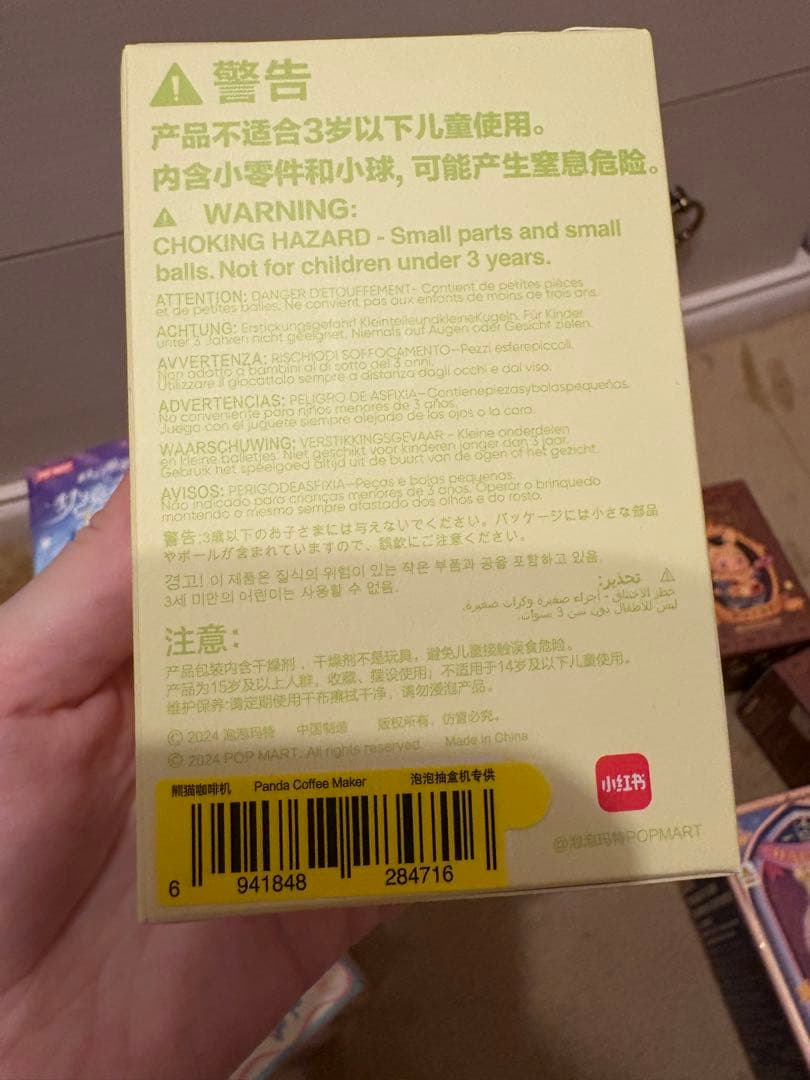 警告
产品不适合3岁以下儿童使用。
内含小零件和小球,可能产生窒息危险。
WARNING:
CHOKING HAZARD - Small parts and small
balls. Not for children under 3 years.
ATTENTION: DANGER D'ETOUFFEMENT- Contient de petites pièces
et de petites balles. Ne convient pas aux enfants de moins de trois ans.
ACHTUNG: Erstickungsgefahr! KleinteileundkleineKugeln. Für Kinder
unter 3 Jahren nicht geeignet. Niemals auf Augen oder Gesicht zielen.
AVVERTENZA: RISCHIODI SOFFOCAMENTO—Pezzi esferepiccoli.
Non adatto a bambini al di sotto dei 3 anni.
Utilizzare il giocattolo sempre a distanza dagli occhi e dal viso.
ADVERTENCIAS: PELIGRO DE ASFIXIA—Contienepiezasybolaspequeñas.
No conveniente para niños menores de 3 años.
Juega con el juguete siempre alejado de los ojos o la cara.
WAARSCHUWING: VERSTIKKINGSGEVAAR - Kleine onderdelen
en kleine balletjes. Niet geschikt voor kinderen jonger dan 3 jaar.
Gebruik het speelgoed altijd uit de buurt van de ogen of het gezicht.
AVISOS: PERIGODEASFIXIA—Peças e bolas pequenas.
Não indicado para crianças menores de 3 anos. Operar o brinquedo
mantendo o mesmo sempre afastado dos olhos e do rosto.
警告:3歳以下のお子さまには与えないでください。パッケージには小さな部品
やボールが含まれていますので、誤飲にご注意ください。
경고! 이 제품은 질식의 위험이 있는 작은 부품과 공을 포함하고 있음.
3세 미만의 어린이는 사용할 수 없음.
تحذير:
خطر الاختناق - أجزاء صغيرة وكرات صغيرة.
ليس للأطفال دون سن 3 سنوات.
注意:
产品包装内含干燥剂,干燥剂不是玩具,避免儿童接触误食危险。
产品为15岁及以上人群,收藏、摆设使用;不适用于14岁及以下儿童使用。
维护保养:请定期使用干布擦拭干净,请勿浸泡产品。
© 2024 泡泡玛特 中国制造 版权所有,仿冒必究。
© 2024 POP MART. All rights reserved. Made in China
熊猫咖啡机 Panda Coffee Maker 泡泡抽盒机专供
6 941848 284716
小红书
@泡泡玛特POPMART